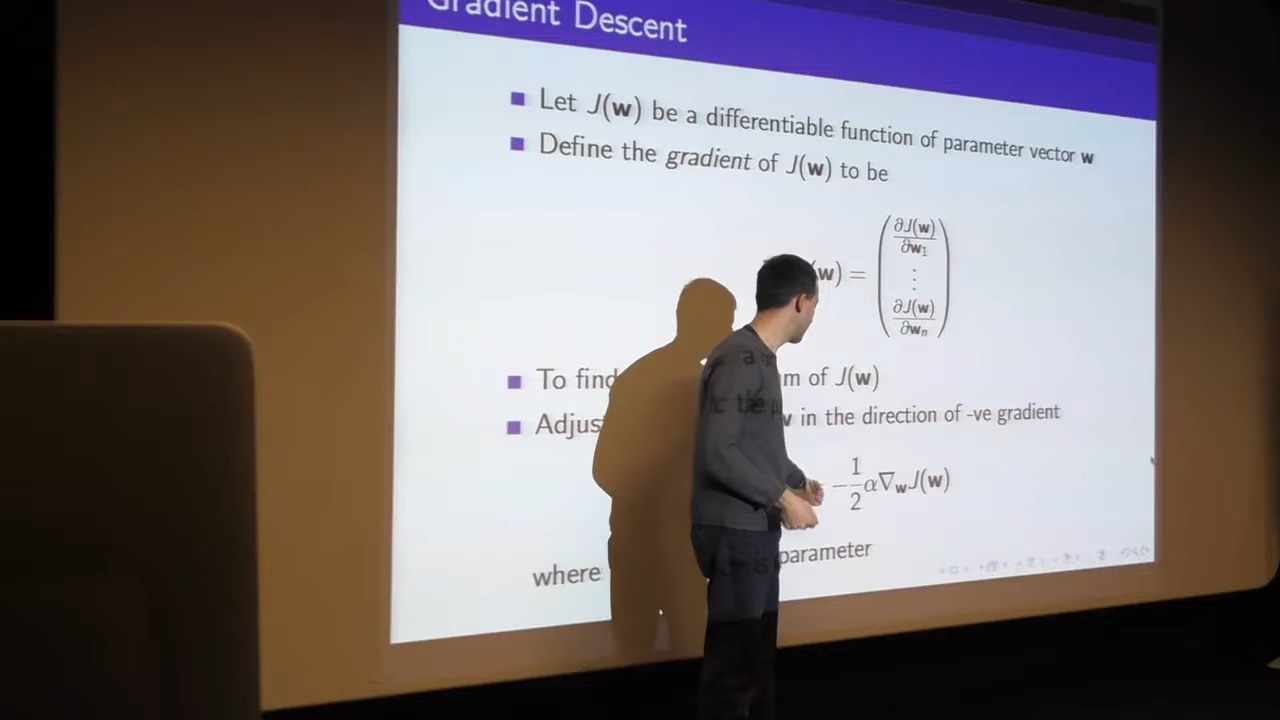 Gradient Descent
Let J(w) be a differentiable function of parameter vector w
Define the gradient of J(w) to be
(w) =
∂J(w)
∂w₁
⋮
∂J(w)
∂wₙ
To find m of J(w)
Adjus w in the direction of -ve gradient
−1/2 α∇wJ(w)
where parameter